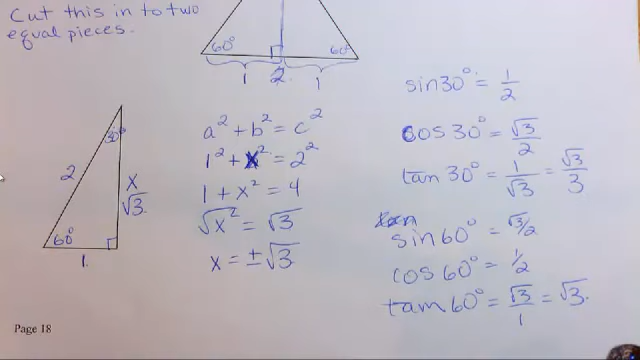 Cut this in to two
equal pieces.
60° 60°
1 2 1
30°
2
x
√3
60°
1
a² + b² = c²
1² + x² = 2²
1 + x² = 4
√x² = √3
x = ±√3
sin30° = 1/2
cos 30° = √3/2
tan 30° = 1/√3 = √3/3
sin60° = √3/2
cos 60° = 1/2
tan 60° = √3/1 = √3.
Page 18